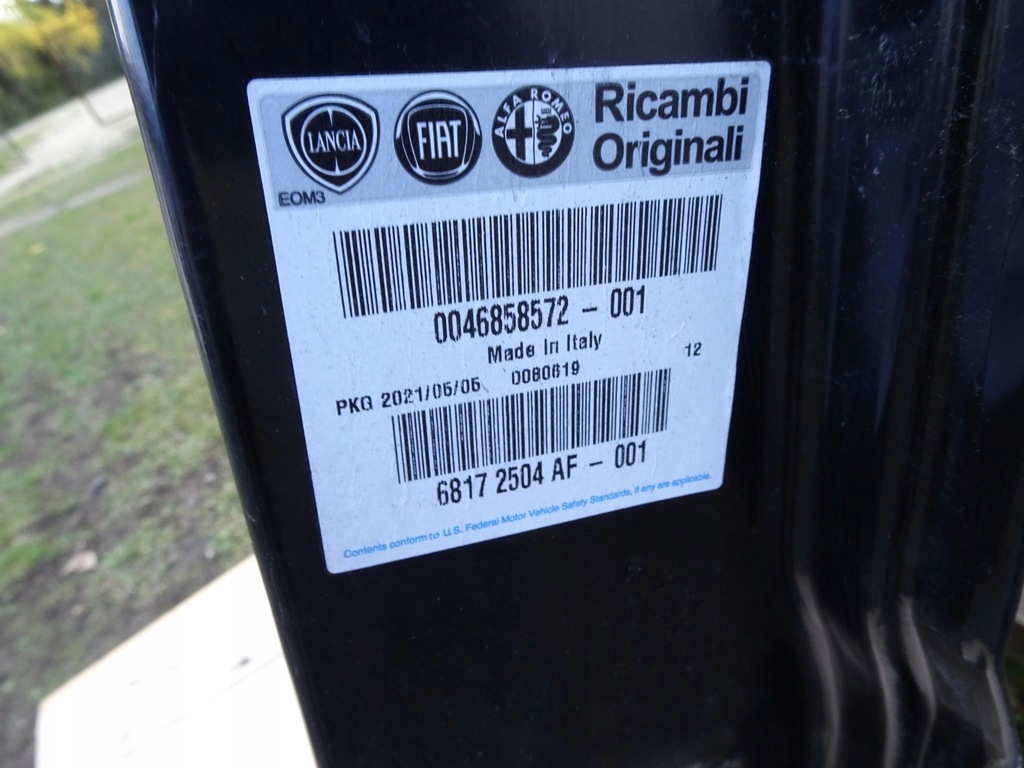 LANCIA
FIAT
ALFA ROMEO
Ricambi
Originali
EOM3
0046858572 - 001
Made In Italy
12
PKG 2021/05/05 0080619
6817 2504 AF - 001
Contents conform to U.S. Federal Motor Vehicle Safety Standards, if any are applicable.